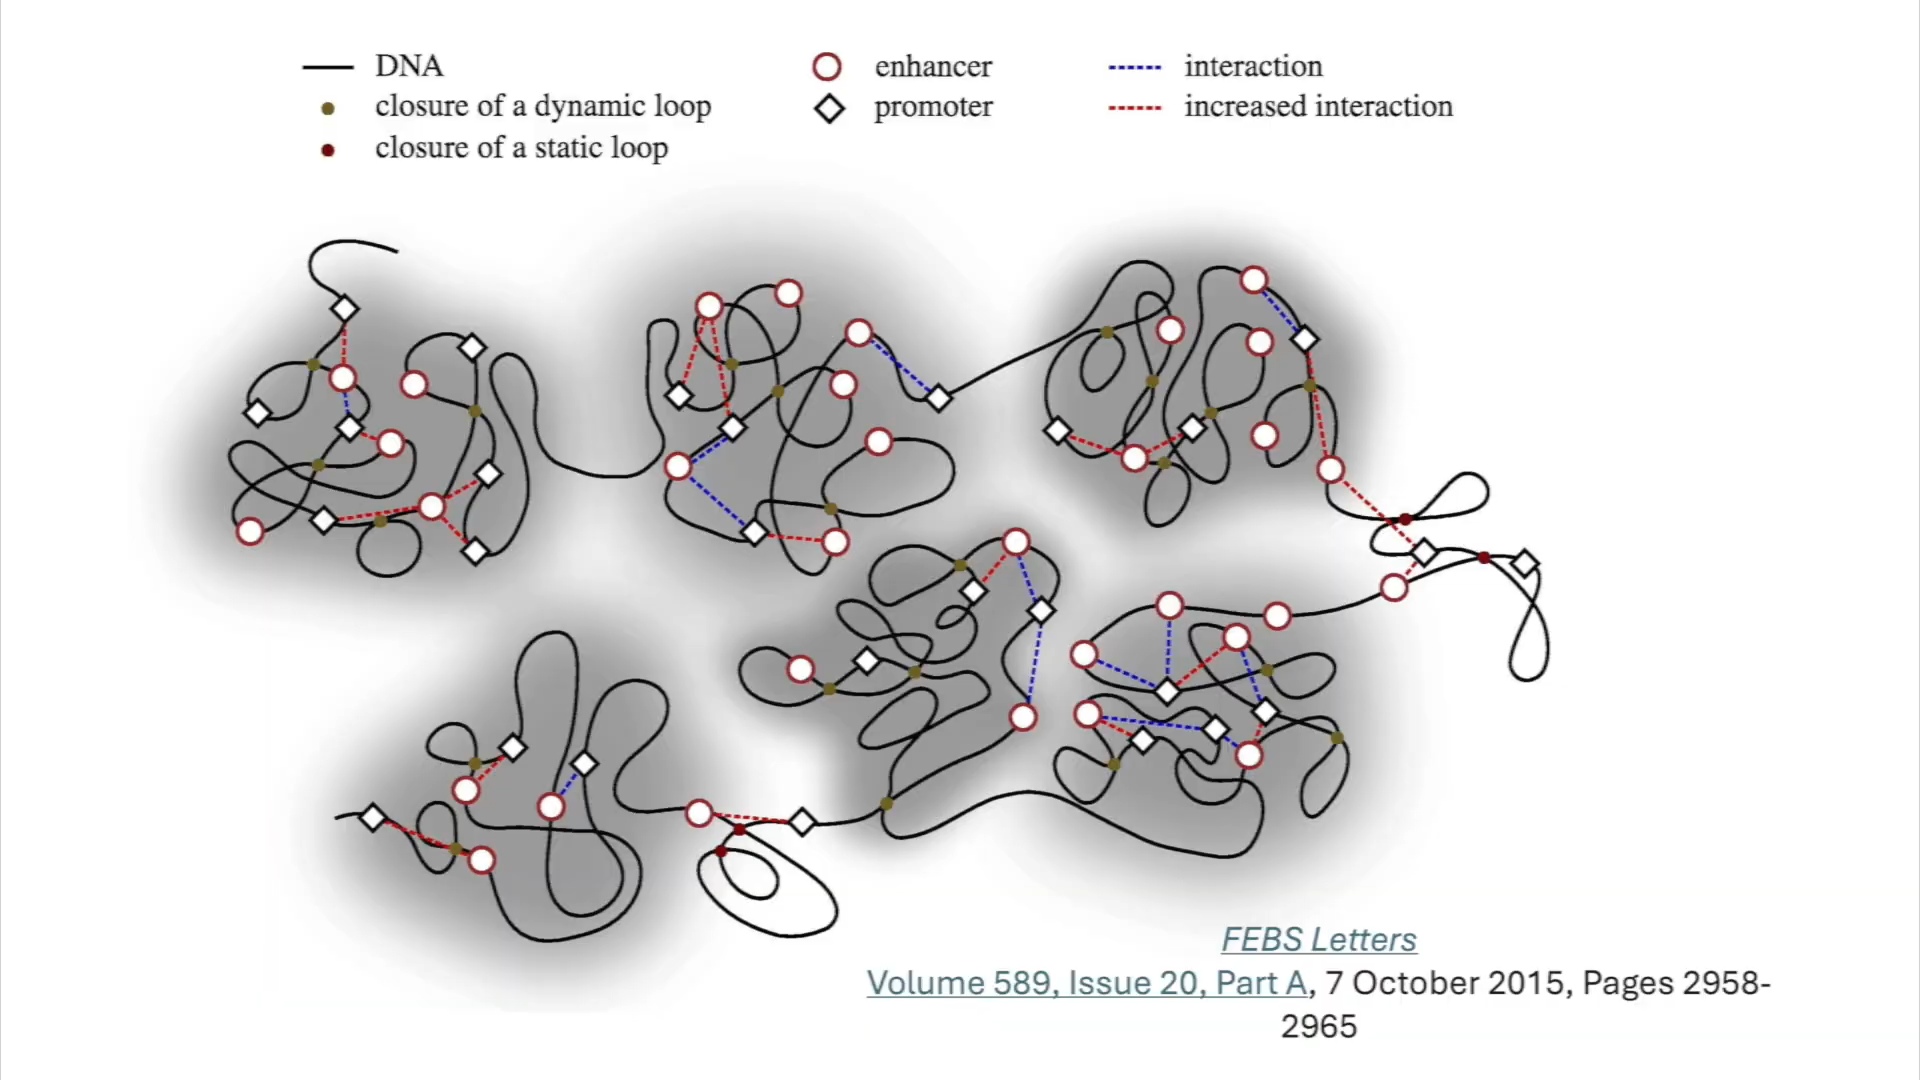 DNA
closure of a dynamic loop
closure of a static loop
enhancer
promoter
interaction
increased interaction
FEBS Letters
Volume 589, Issue 20, Part A, 7 October 2015, Pages 2958-
2965